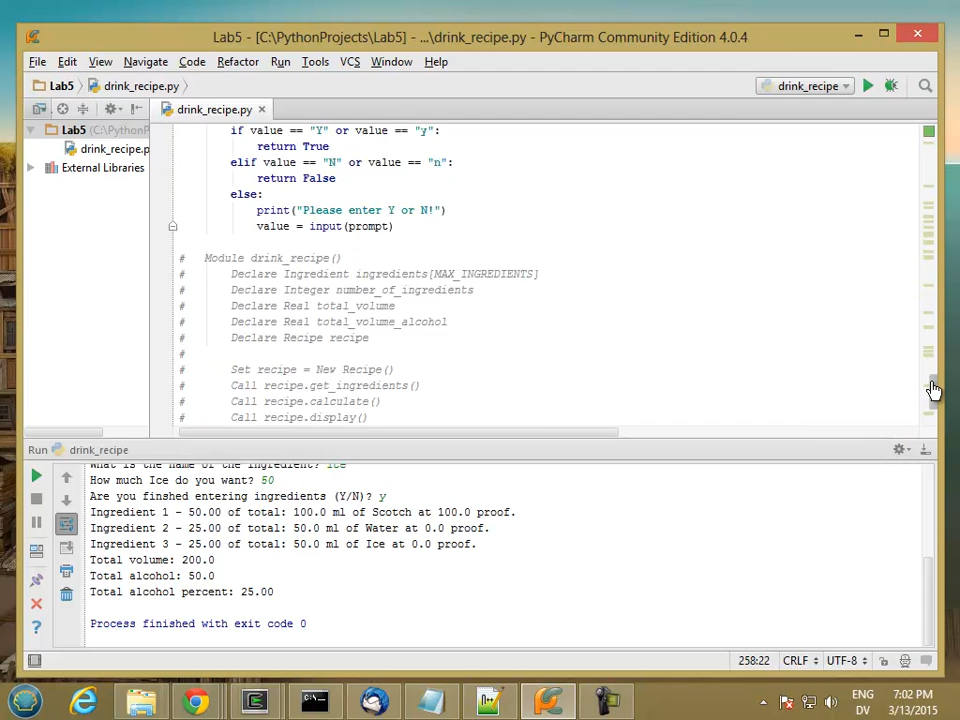 Lab5 - [C:\PythonProjects\Lab5] - ...\drink_recipe.py - PyCharm Community Edition 4.0.4
File Edit View Navigate Code Refactor Run Tools VCS Window Help
Lab5 drink_recipe.py drink_recipe
drink_recipe.py
Lab5 (C:\PythonP
drink_recipe.p
External Libraries
if value == "Y" or value == "y":
return True
elif value == "N" or value == "n":
return False
else:
print("Please enter Y or N!")
value = input(prompt)
# Module drink_recipe()
# Declare Ingredient ingredients[MAX_INGREDIENTS]
# Declare Integer number_of_ingredients
# Declare Real total_volume
# Declare Real total_volume_alcohol
# Declare Recipe recipe
#
# Set recipe = New Recipe()
# Call recipe.get_ingredients()
# Call recipe.calculate()
# Call recipe.display()
Run drink_recipe
What is the name of the ingredient? Ice
How much Ice do you want? 50
Are you finshed entering ingredients (Y/N)? y
Ingredient 1 - 50.00 of total: 100.0 ml of Scotch at 100.0 proof.
Ingredient 2 - 25.00 of total: 50.0 ml of Water at 0.0 proof.
Ingredient 3 - 25.00 of total: 50.0 ml of Ice at 0.0 proof.
Total volume: 200.0
Total alcohol: 50.0
Total alcohol percent: 25.00
Process finished with exit code 0
258:22 CRLF UTF-8
ENG 7:02 PM
DV 3/13/2015